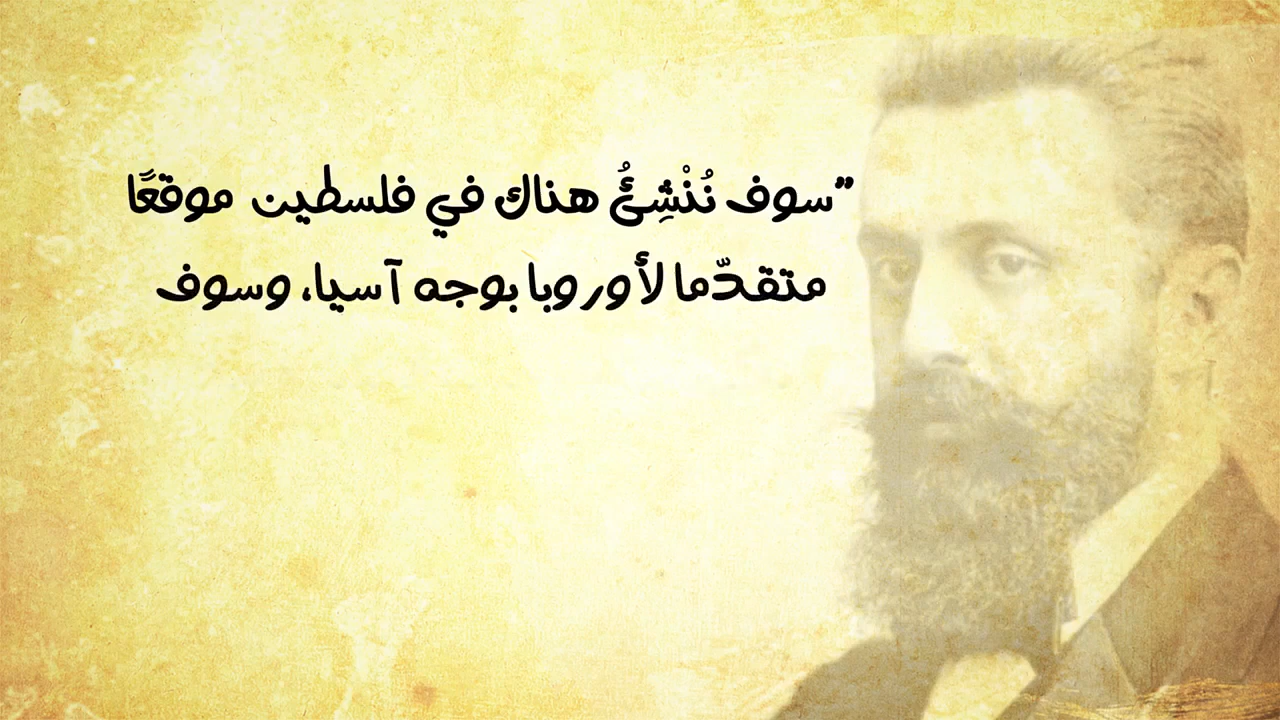 ”سوف نُنْشِئُ هناك في فلسطين موقعًا
متقدّما لأوروبا بوجه آسيا، وسوف